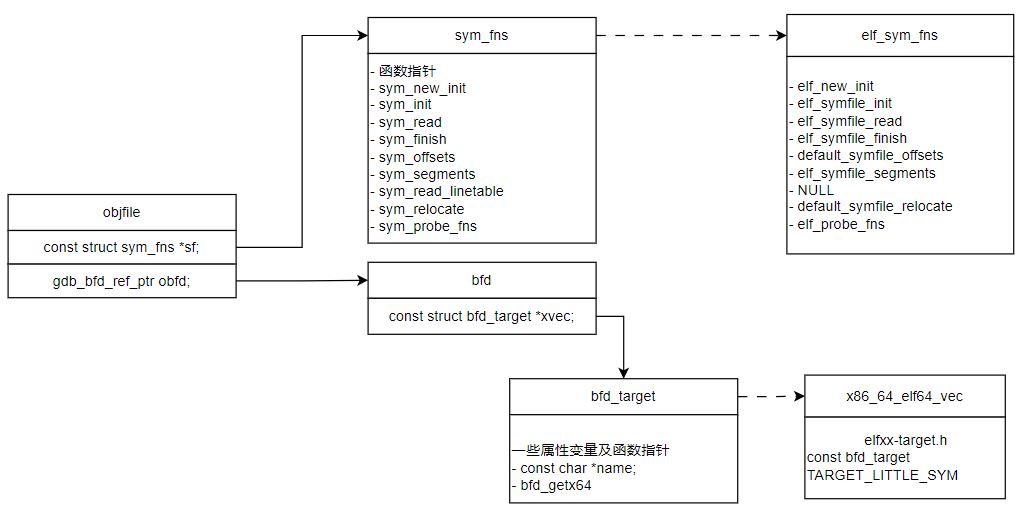 sym_fns
- 函数指针
- sym_new_init
- sym_init
- sym_read
- sym_finish
- sym_offsets
- sym_segments
- sym_read_linetable
- sym_relocate
- sym_probe_fns
elf_sym_fns
- elf_new_init
- elf_symfile_init
- elf_symfile_read
- elf_symfile_finish
- default_symfile_offsets
- elf_symfile_segments
- NULL
- default_symfile_relocate
- elf_probe_fns
objfile
const struct sym_fns *sf;
gdb_bfd_ref_ptr obfd;
bfd
const struct bfd_target *xvec;
bfd_target
一些属性变量及函数指针
- const char *name;
- bfd_getx64
x86_64_elf64_vec
elfxx-target.h
const bfd_target
TARGET_LITTLE_SYM